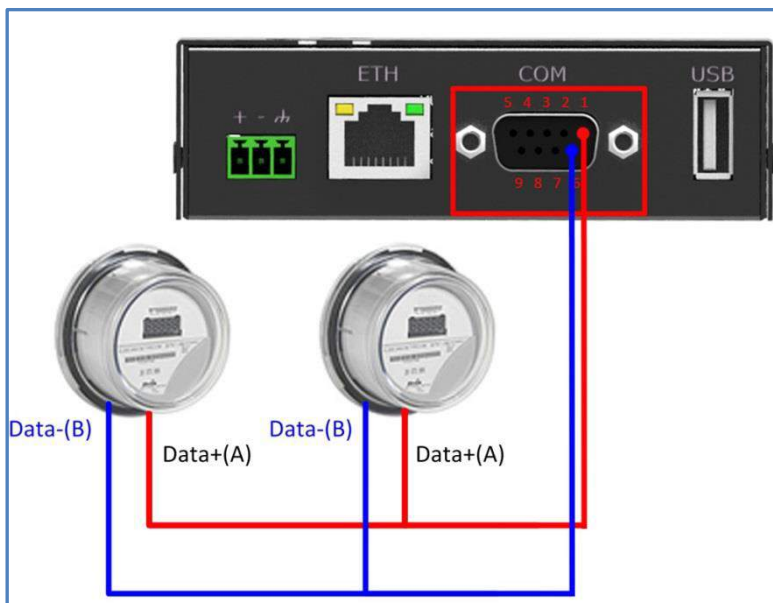 ETH
COM
USB
+ - 
5 4 3 2 1
9 8 7 6
Data-(B)
Data+(A)
Data-(B)
Data+(A)